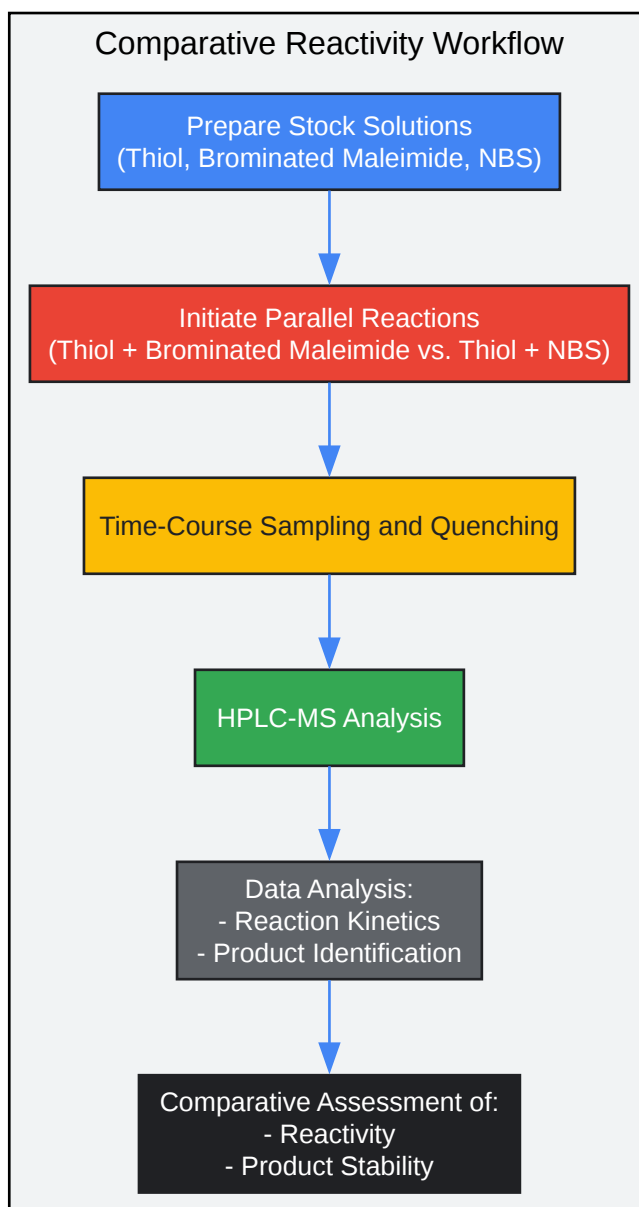 Comparative Reactivity Workflow
Prepare Stock Solutions
(Thiol, Brominated Maleimide, NBS)
Initiate Parallel Reactions
(Thiol + Brominated Maleimide vs. Thiol + NBS)
Time-Course Sampling and Quenching
HPLC-MS Analysis
Data Analysis:
- Reaction Kinetics
- Product Identification
Comparative Assessment of:
- Reactivity
- Product Stability